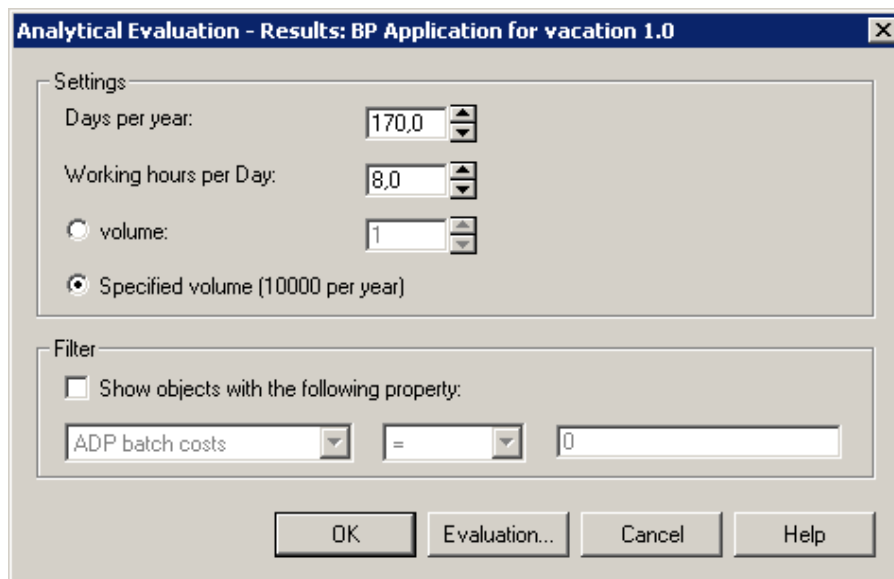 Analytical Evaluation - Results: BP Application for vacation 1.0
Settings
Days per year: 170,0
Working hours per Day: 8,0
volume: 1
Specified volume (10000 per year)
Filter
Show objects with the following property:
ADP batch costs = 0
OK Evaluation... Cancel Help